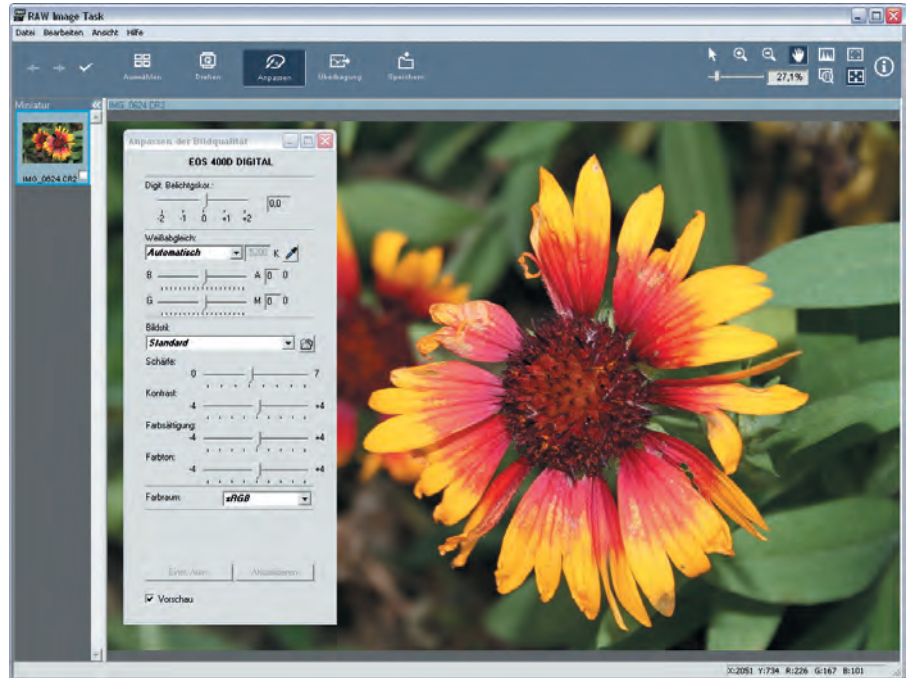 RAW Image Task
Datei Bearbeiten Ansicht Hilfe
Auswählen Drehen Anpassen Übertragung Speichern
27,1%
Miniatur
IMG_0624.CR2
IMG_0624.CR2
Anpassen der Bildqualität
EOS 400D DIGITAL
Digit. Belichtgskor.:
0,0
-2 -1 0 +1 +2
Weißabgleich:
Automatisch K
B A 0 0
G M 0 0
Bildstil:
Standard
Schärfe:
0 7
Kontrast:
-4 +4
Farbsättigung:
-4 +4
Farbton:
-4 +4
Farbraum: sRGB
Vorschau
X:2051 Y:734 R:226 G:167 B:101